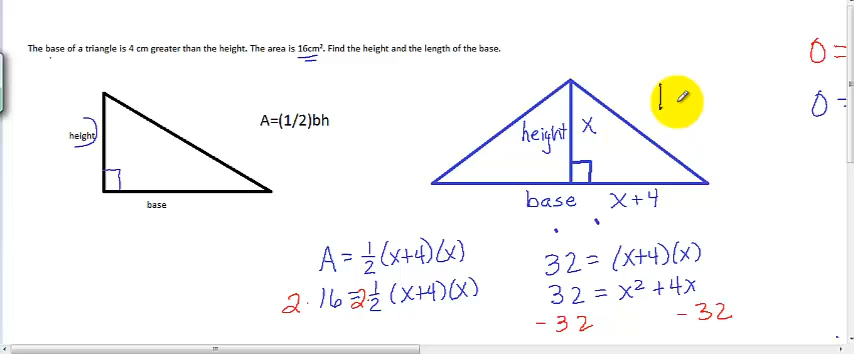 The base of a triangle is 4 cm greater than the height. The area is 16cm². Find the height and the length of the base.
0 =
0 =
A=(1/2)bh
height
base
height x
base x+4
A = 1/2 (x+4)(x)
2 · 16 = 2 · 1/2 (x+4)(x)
32 = (x+4)(x)
32 = x² + 4x
-32 -32